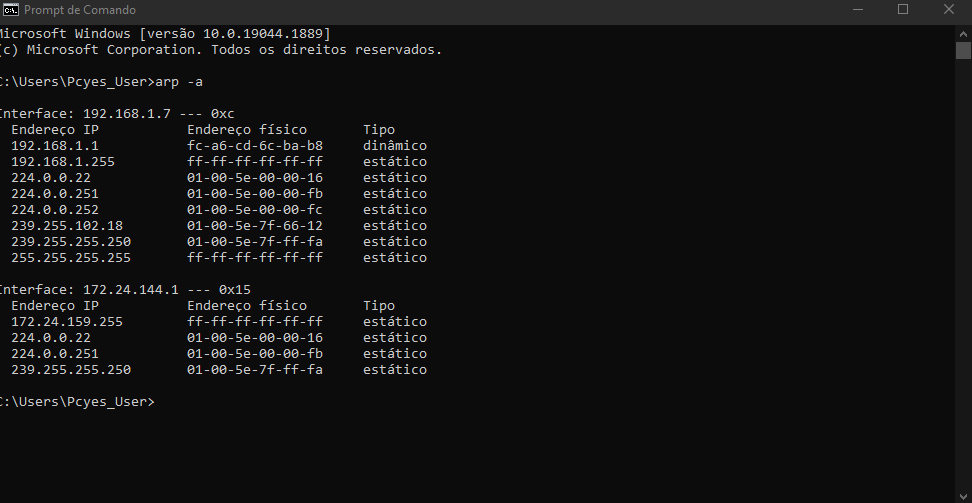 Prompt de Comando
Microsoft Windows [versão 10.0.19044.1889]
(c) Microsoft Corporation. Todos os direitos reservados.
C:\Users\Pcyes_User>arp -a
Interface: 192.168.1.7 --- 0xc
Endereço IP Endereço físico Tipo
192.168.1.1 fc-a6-cd-6c-ba-b8 dinâmico
192.168.1.255 ff-ff-ff-ff-ff-ff estático
224.0.0.22 01-00-5e-00-00-16 estático
224.0.0.251 01-00-5e-00-00-fb estático
224.0.0.252 01-00-5e-00-00-fc estático
239.255.102.18 01-00-5e-7f-66-12 estático
239.255.255.250 01-00-5e-7f-ff-fa estático
255.255.255.255 ff-ff-ff-ff-ff-ff estático
Interface: 172.24.144.1 --- 0x15
Endereço IP Endereço físico Tipo
172.24.159.255 ff-ff-ff-ff-ff-ff estático
224.0.0.22 01-00-5e-00-00-16 estático
224.0.0.251 01-00-5e-00-00-fb estático
239.255.255.250 01-00-5e-7f-ff-fa estático
C:\Users\Pcyes_User>